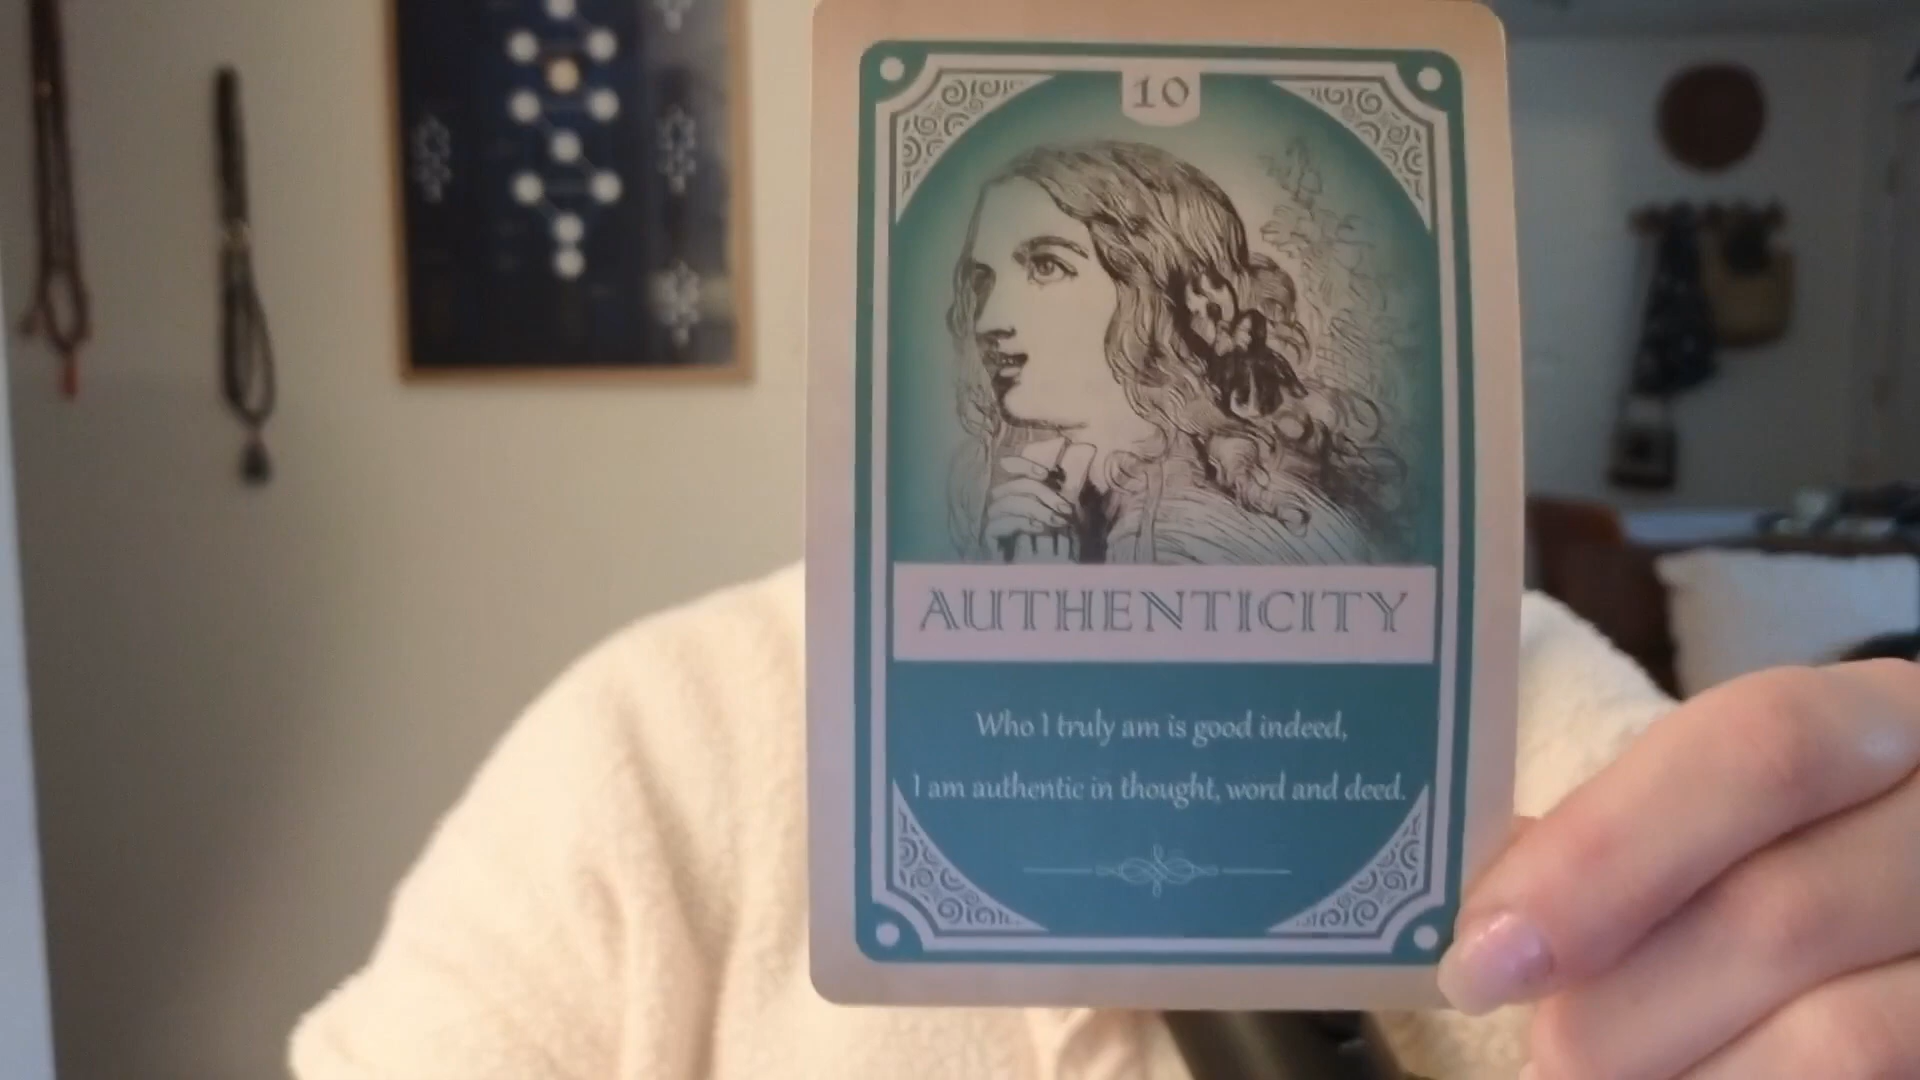 10
AUTHENTICITY
Who I truly am is good indeed,
I am authentic in thought, word and deed.